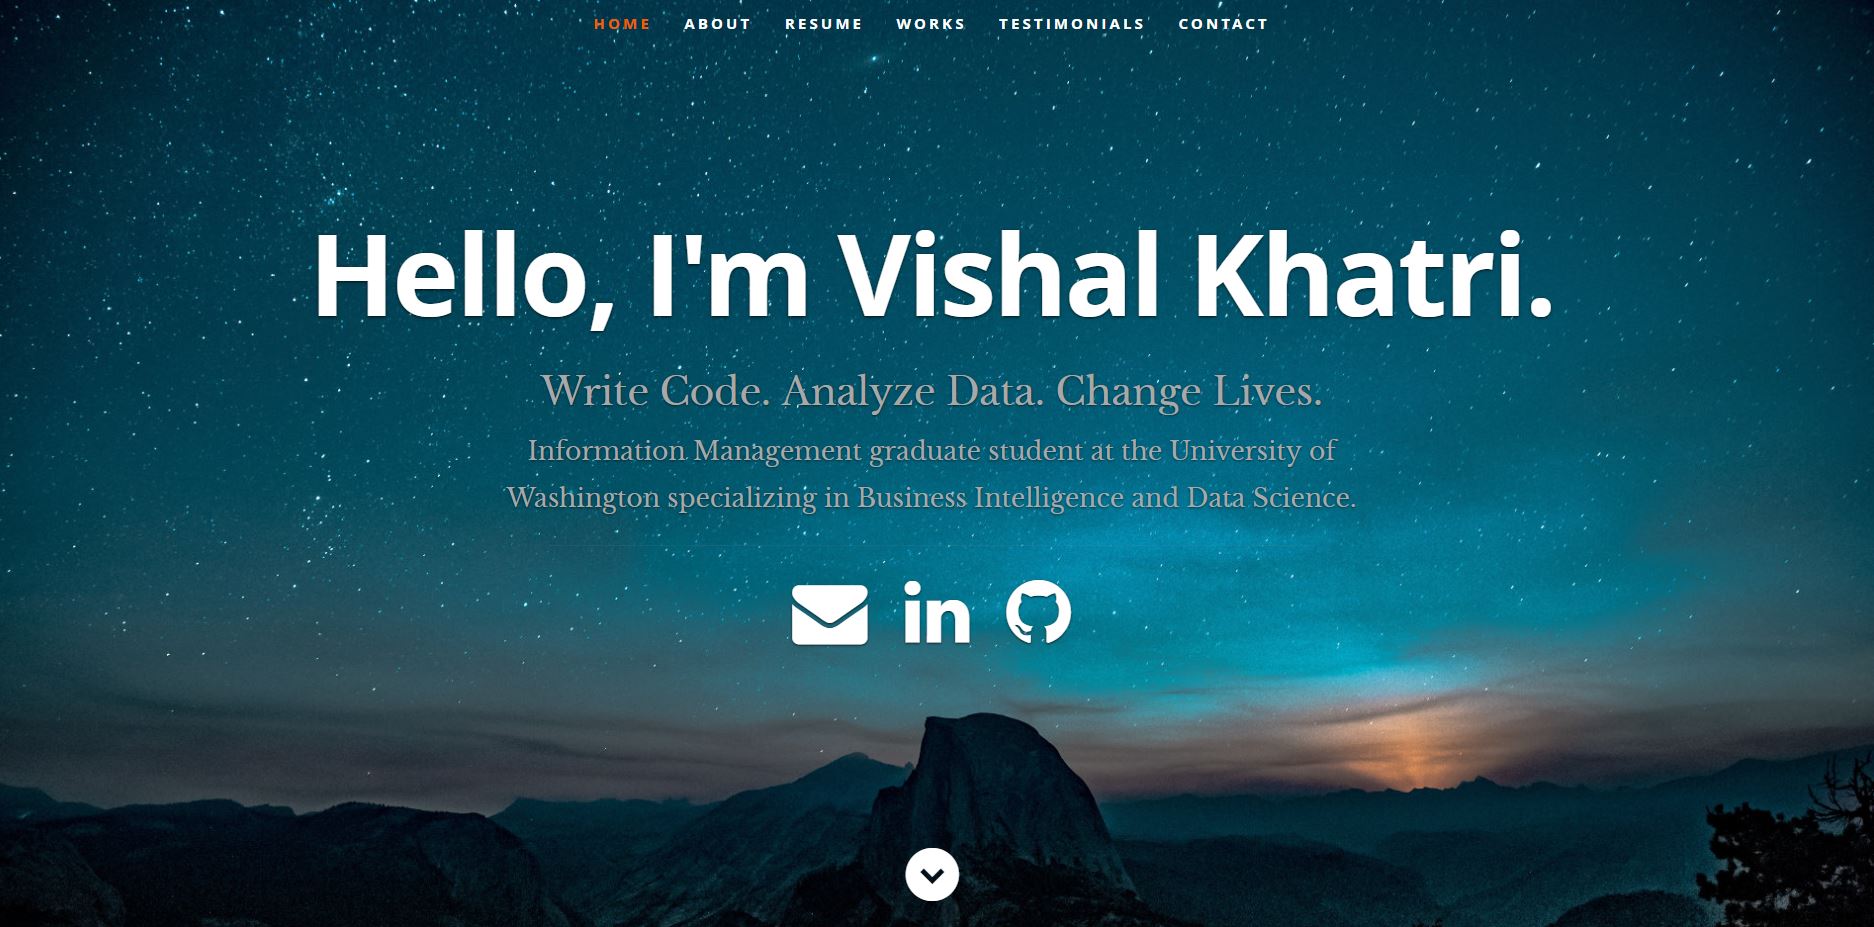 HOME ABOUT RESUME WORKS TESTIMONIALS CONTACT
Hello, I'm Vishal Khatri.
Write Code. Analyze Data. Change Lives.
Information Management graduate student at the University of
Washington specializing in Business Intelligence and Data Science.
in